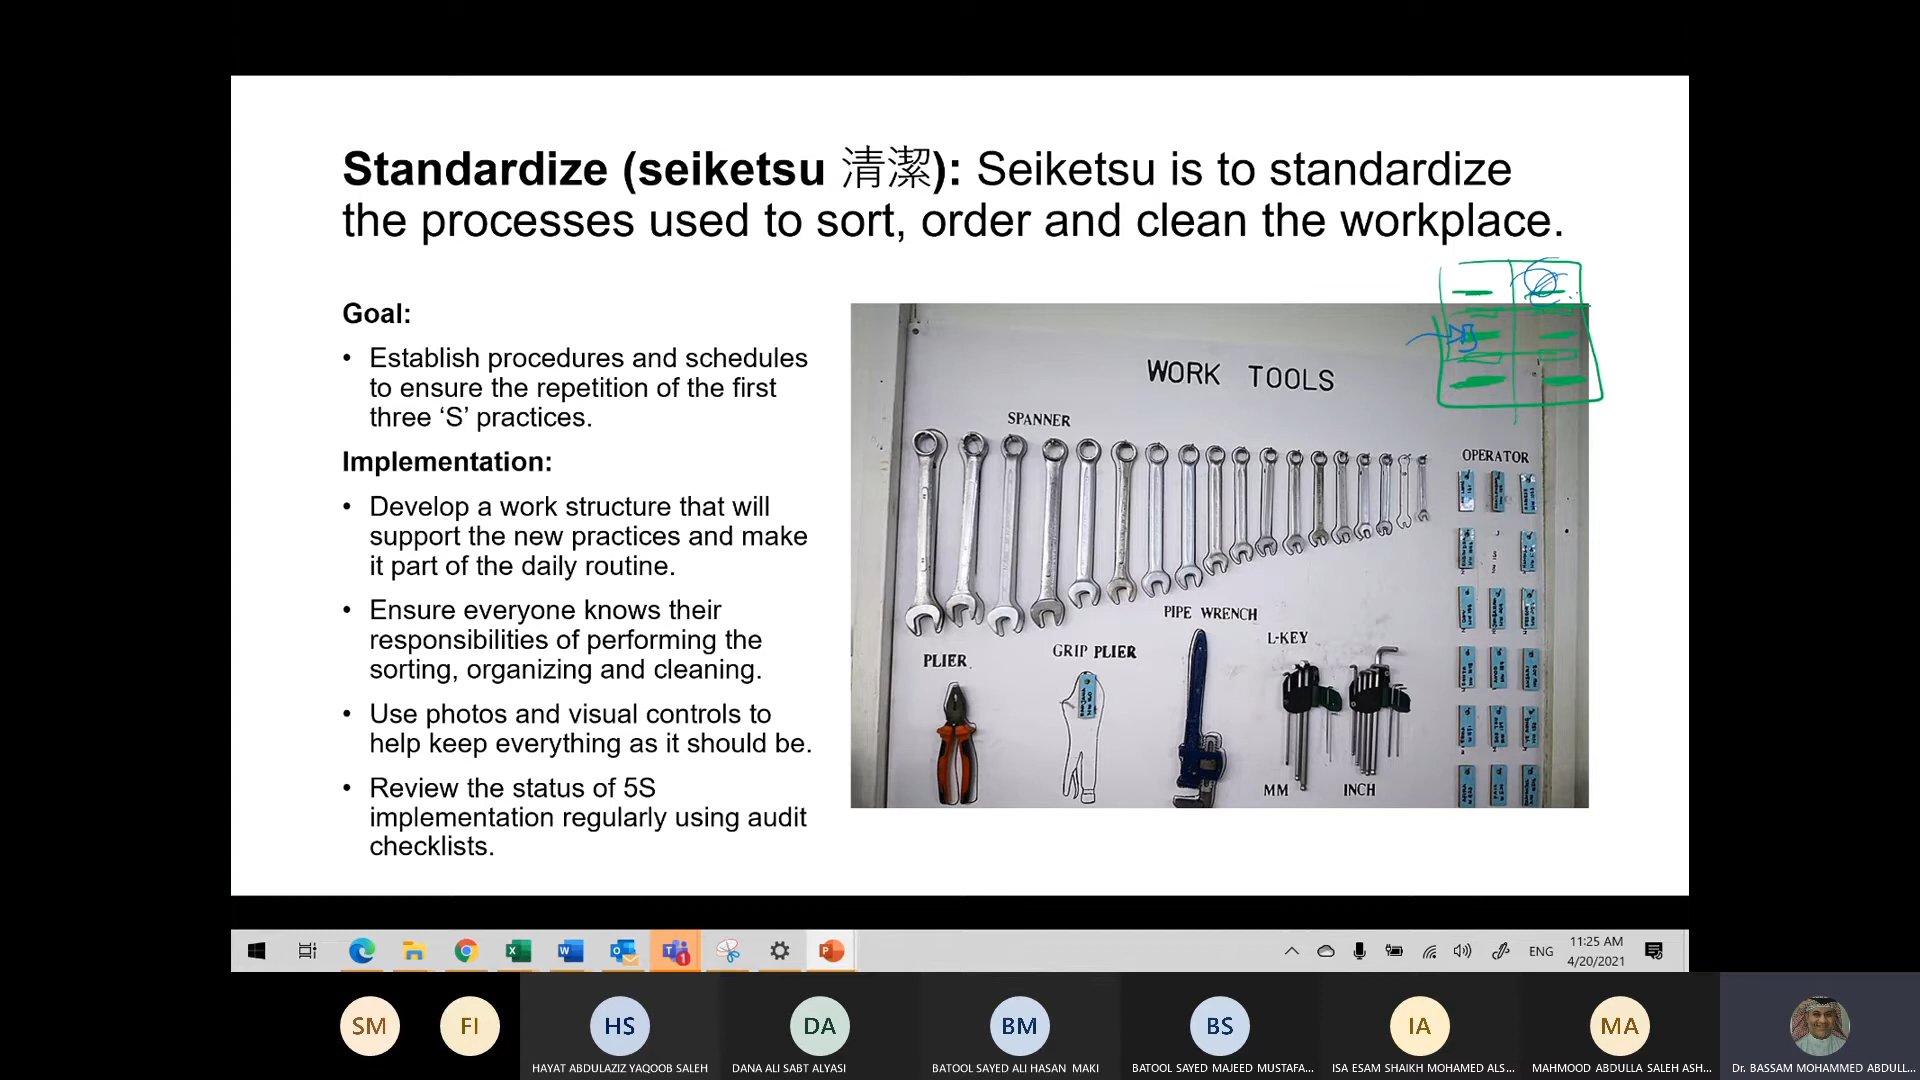 Standardize (seiketsu 清潔): Seiketsu is to standardize
the processes used to sort, order and clean the workplace.
Goal:
• Establish procedures and schedules
to ensure the repetition of the first
three ‘S’ practices.
Implementation:
• Develop a work structure that will
support the new practices and make
it part of the daily routine.
• Ensure everyone knows their
responsibilities of performing the
sorting, organizing and cleaning.
• Use photos and visual controls to
help keep everything as it should be.
• Review the status of 5S
implementation regularly using audit
checklists.
WORK TOOLS
SPANNER
OPERATOR
PIPE WRENCH
L-KEY
GRIP PLIER
PLIER
MM
INCH
1
ENG
11:25 AM
4/20/2021
SM
FI
HS
DA
BM
BS
IA
MA
HAYAT ABDULAZIZ YAQOOB SALEH
DANA ALI SABT ALYASI
BATOOL SAYED ALI HASAN MAKI
BATOOL SAYED MAJEED MUSTAFA...
ISA ESAM SHAIKH MOHAMED ALS...
MAHMOOD ABDULLA SALEH ASH...
Dr. BASSAM MOHAMMED ABDULL...